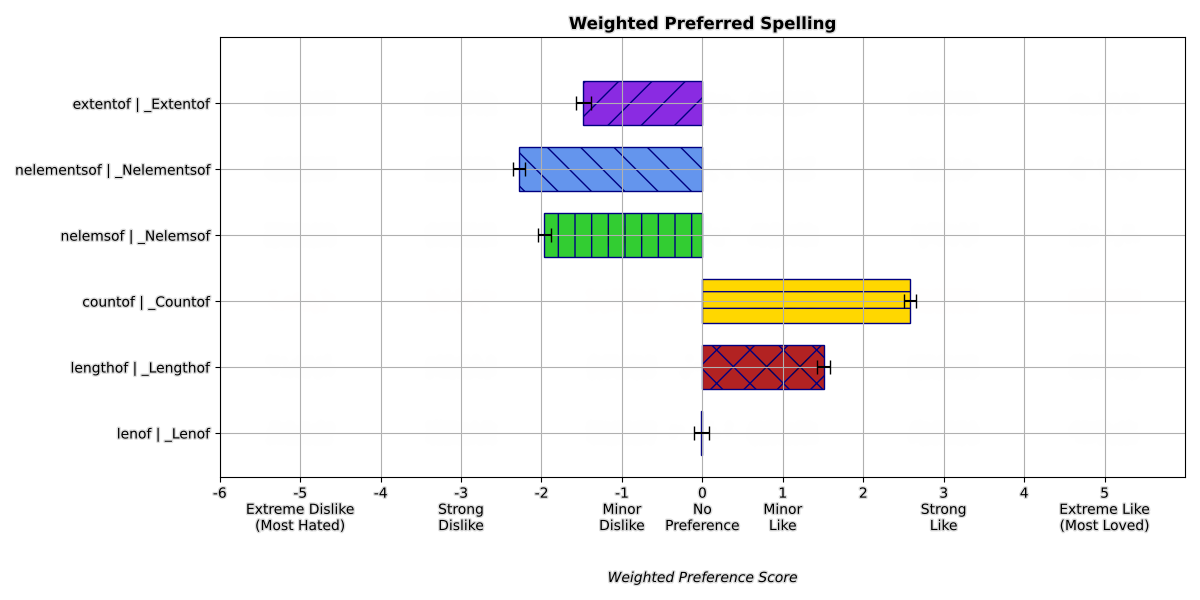 Weighted Preferred Spelling
extentof | _Extentof
nelementsof | _Nelementsof
nelemsof | _Nelemsof
countof | _Countof
lengthof | _Lengthof
lenof | _Lenof
-6 -5 -4 -3 -2 -1 0 1 2 3 4 5
Extreme Dislike Strong Minor No Minor Strong Extreme Like
(Most Hated) Dislike Dislike Preference Like Like (Most Loved)
Weighted Preference Score